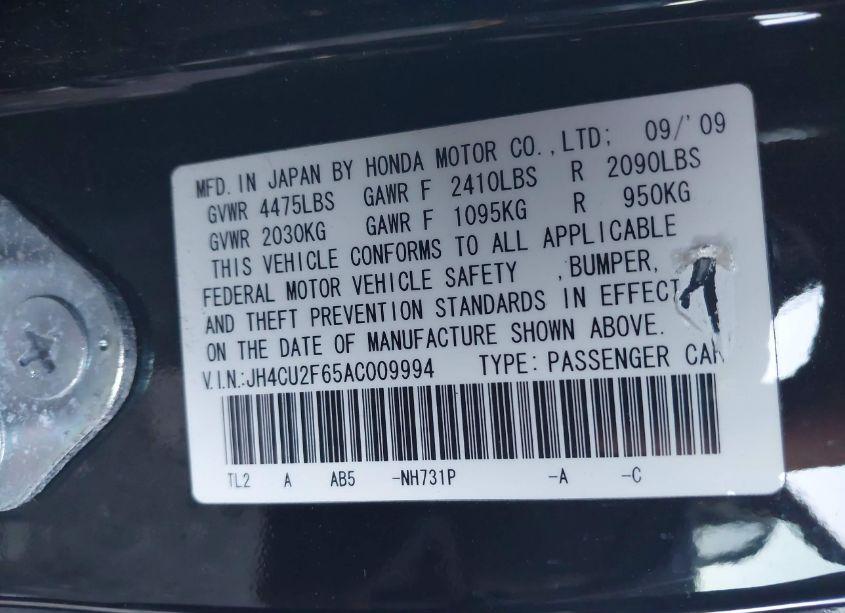 MFD. IN JAPAN BY HONDA MOTOR CO., LTD; 09/'09
GVWR 4475LBS GAWR F 2410LBS R 2090LBS
GVWR 2030KG GAWR F 1095KG R 950KG
THIS VEHICLE CONFORMS TO ALL APPLICABLE
FEDERAL MOTOR VEHICLE SAFETY , BUMPER,
AND THEFT PREVENTION STANDARDS IN EFFECT
ON THE DATE OF MANUFACTURE SHOWN ABOVE.
V.I.N.:JH4CU2F65AC009994 TYPE: PASSENGER CAR
TL2 A AB5 -NH731P -A -C